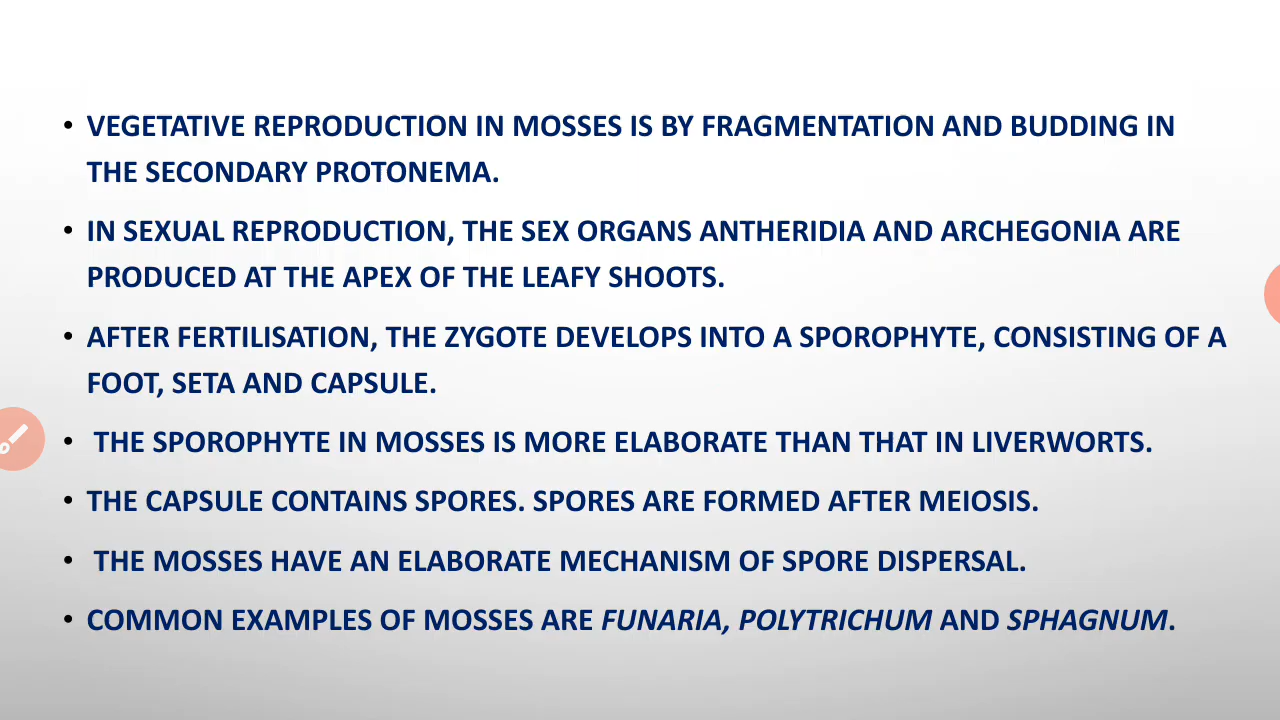 • VEGETATIVE REPRODUCTION IN MOSSES IS BY FRAGMENTATION AND BUDDING IN
THE SECONDARY PROTONEMA.
• IN SEXUAL REPRODUCTION, THE SEX ORGANS ANTHERIDIA AND ARCHEGONIA ARE
PRODUCED AT THE APEX OF THE LEAFY SHOOTS.
• AFTER FERTILISATION, THE ZYGOTE DEVELOPS INTO A SPOROPHYTE, CONSISTING OF A
FOOT, SETA AND CAPSULE.
• THE SPOROPHYTE IN MOSSES IS MORE ELABORATE THAN THAT IN LIVERWORTS.
• THE CAPSULE CONTAINS SPORES. SPORES ARE FORMED AFTER MEIOSIS.
• THE MOSSES HAVE AN ELABORATE MECHANISM OF SPORE DISPERSAL.
• COMMON EXAMPLES OF MOSSES ARE FUNARIA, POLYTRICHUM AND SPHAGNUM.